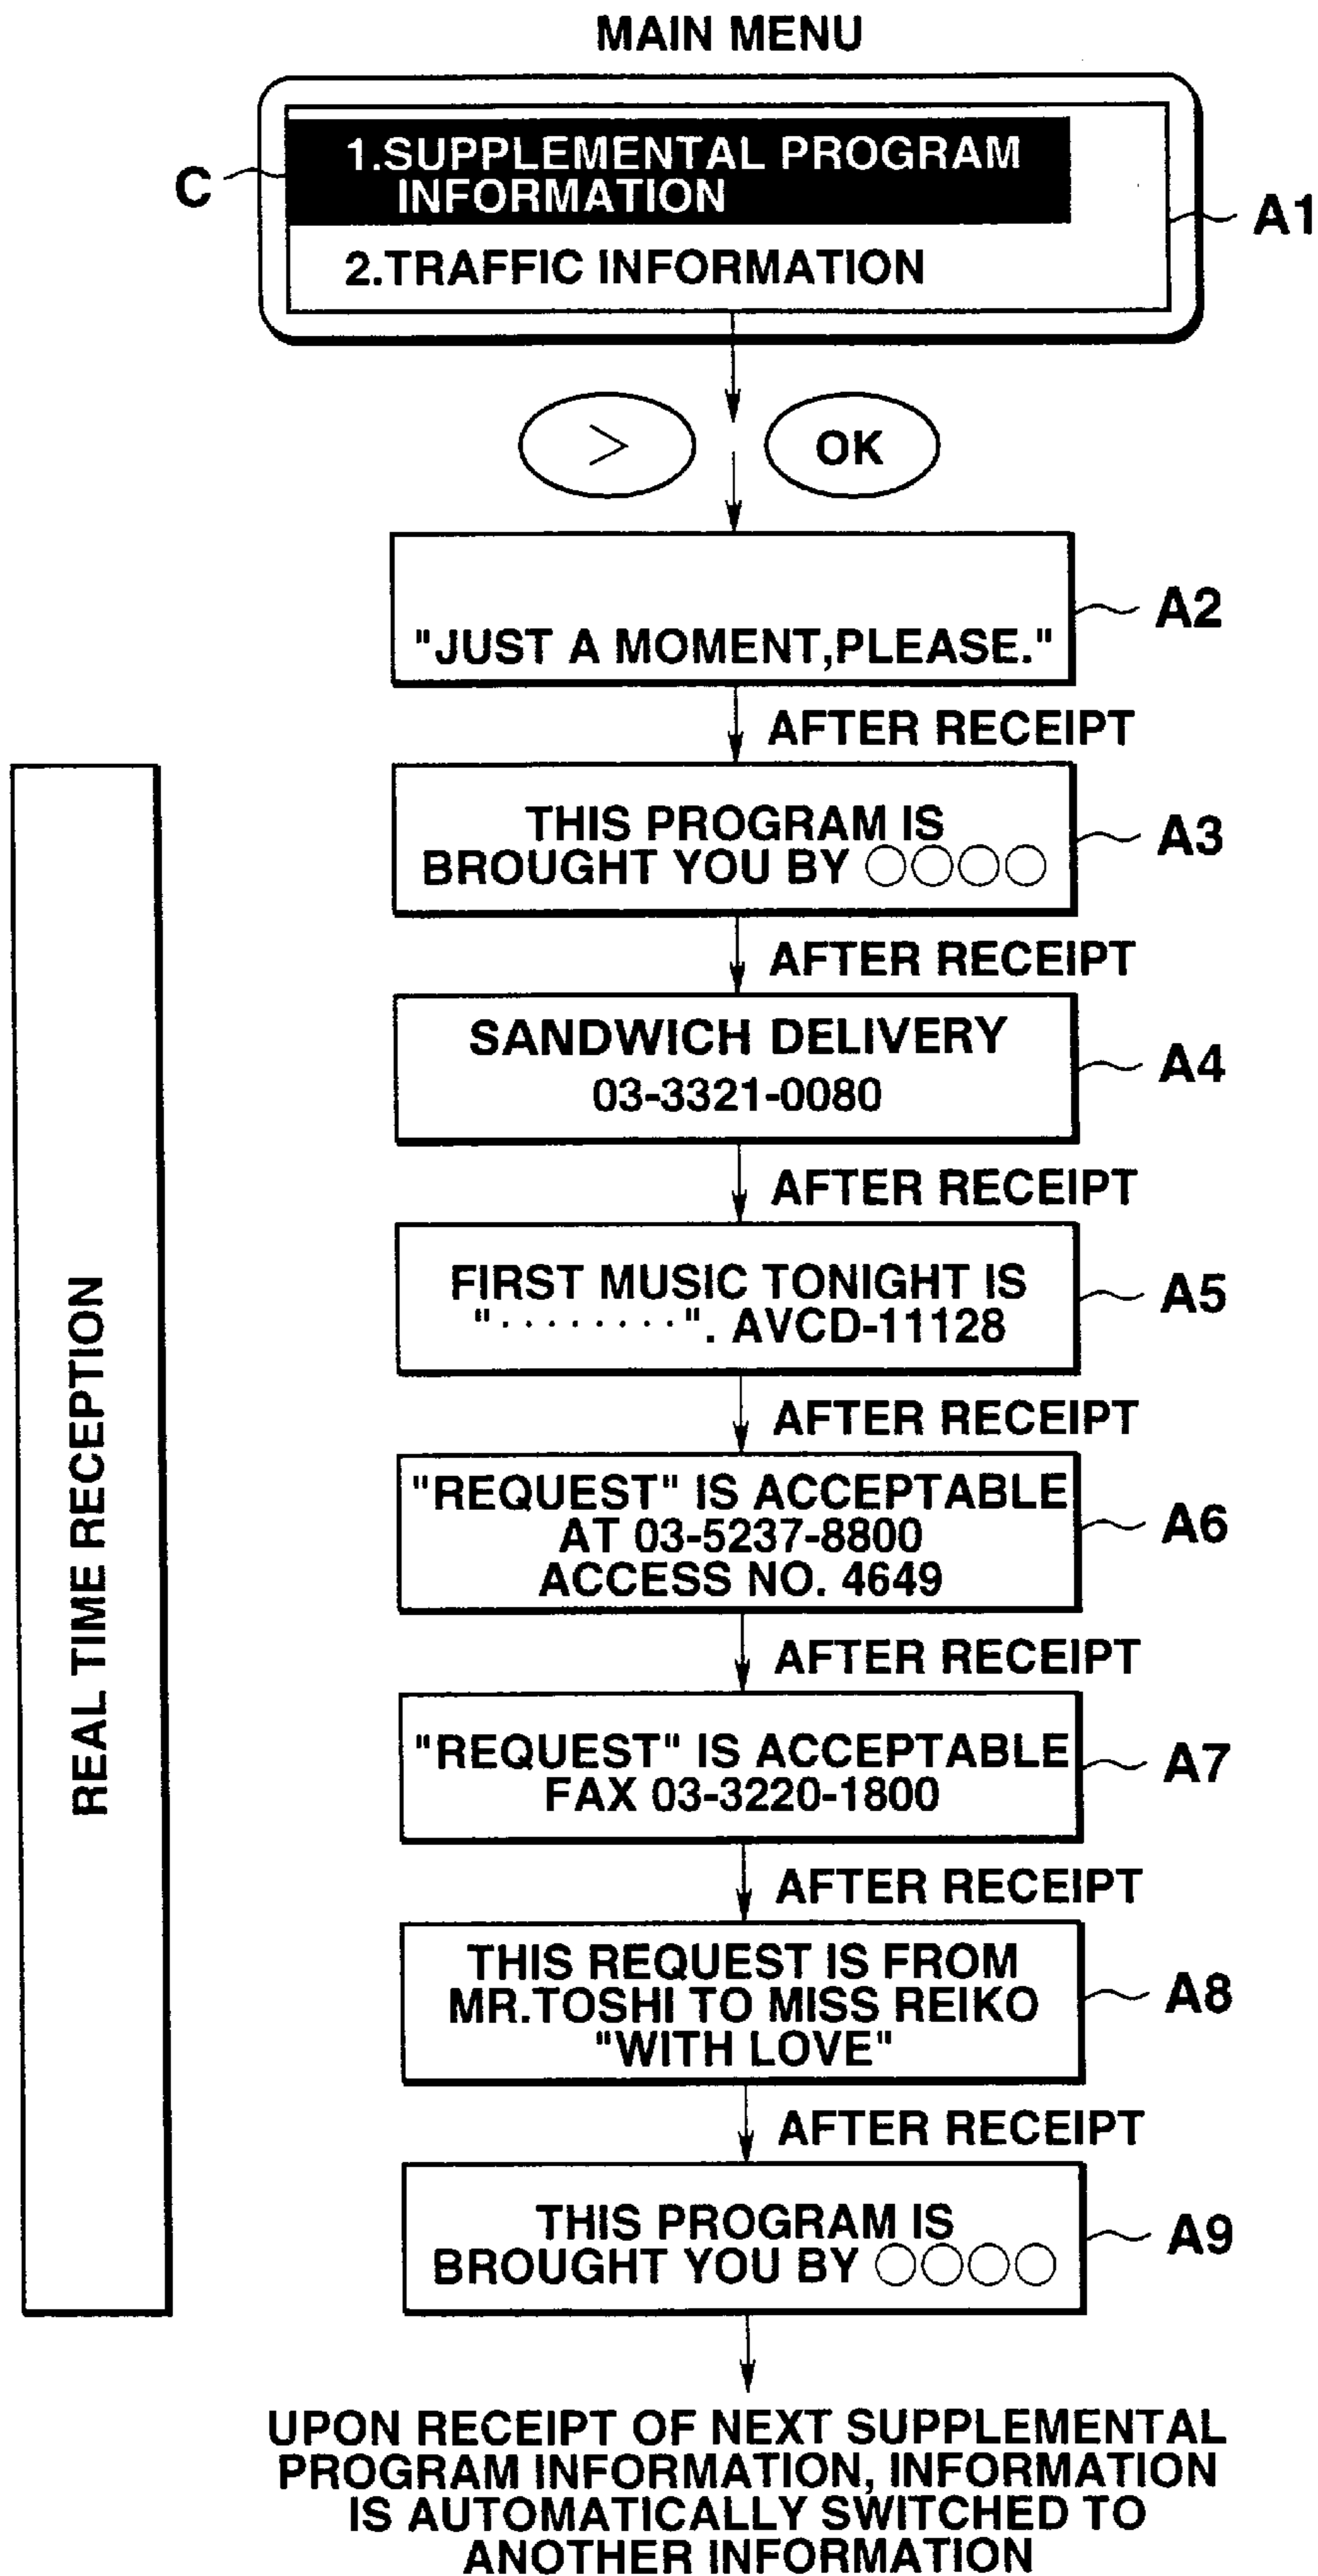 MAIN MENU
1.SUPPLEMENTAL PROGRAM
INFORMATION
C
A1
2.TRAFFIC INFORMATION
>
OK
"JUST A MOMENT,PLEASE."
A2
AFTER RECEIPT
THIS PROGRAM IS
BROUGHT YOU BY ○○○○
A3
AFTER RECEIPT
SANDWICH DELIVERY
03-3321-0080
A4
AFTER RECEIPT
FIRST MUSIC TONIGHT IS
"········". AVCD-11128
A5
AFTER RECEIPT
"REQUEST" IS ACCEPTABLE
AT 03-5237-8800
ACCESS NO. 4649
A6
AFTER RECEIPT
"REQUEST" IS ACCEPTABLE
FAX 03-3220-1800
A7
AFTER RECEIPT
THIS REQUEST IS FROM
MR.TOSHI TO MISS REIKO
"WITH LOVE"
A8
AFTER RECEIPT
THIS PROGRAM IS
BROUGHT YOU BY ○○○○
A9
REAL TIME RECEPTION
UPON RECEIPT OF NEXT SUPPLEMENTAL
PROGRAM INFORMATION, INFORMATION
IS AUTOMATICALLY SWITCHED TO
ANOTHER INFORMATION